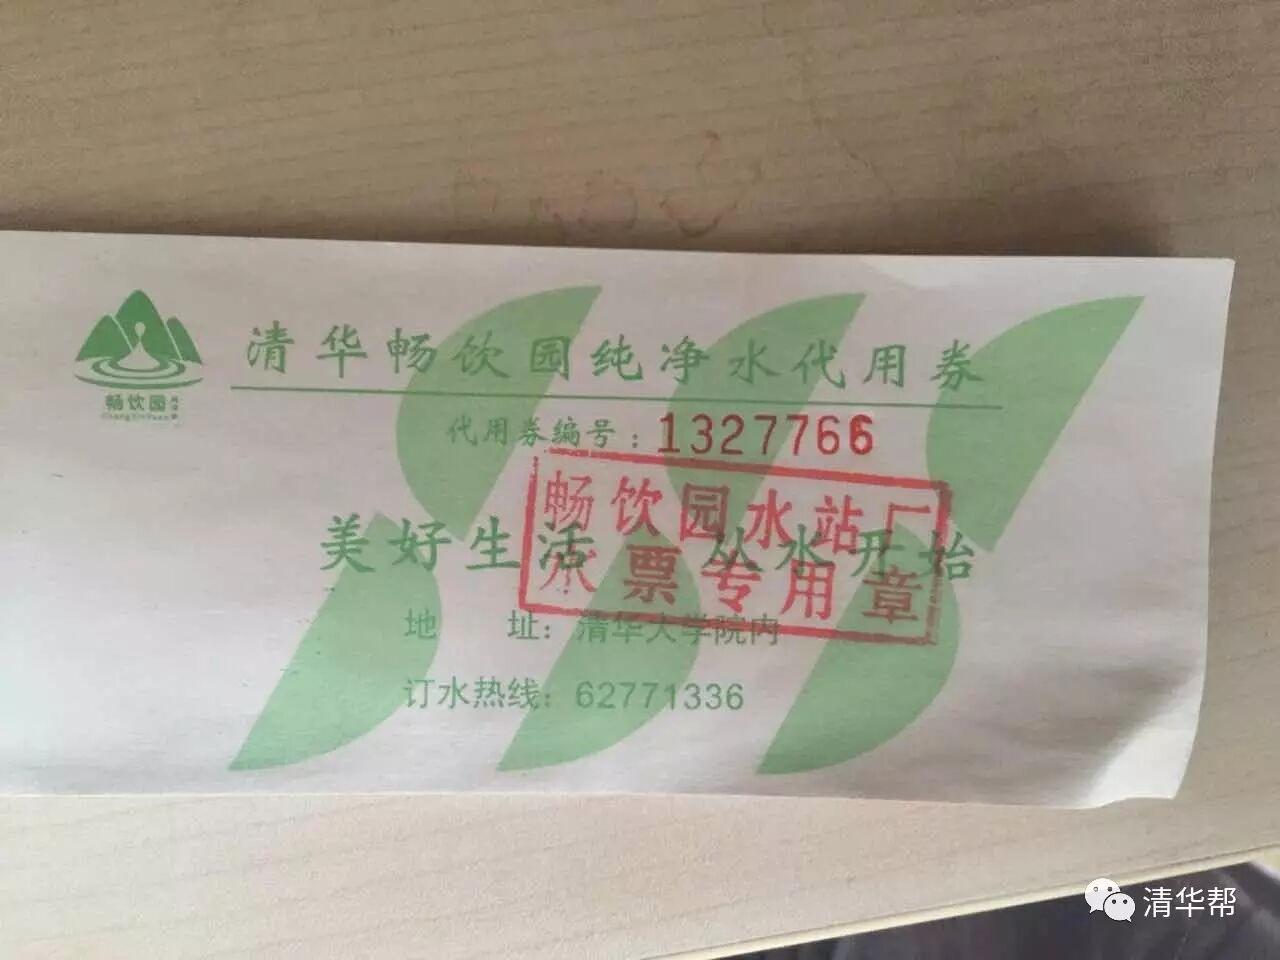 清华畅饮园纯净水代用券
畅饮园
ChangYinYuan
代用券编号：1327766
畅饮园水站厂
水票专用章
美好生活 从水开始
地 址：清华大学院内
订水热线：62771336
清华帮